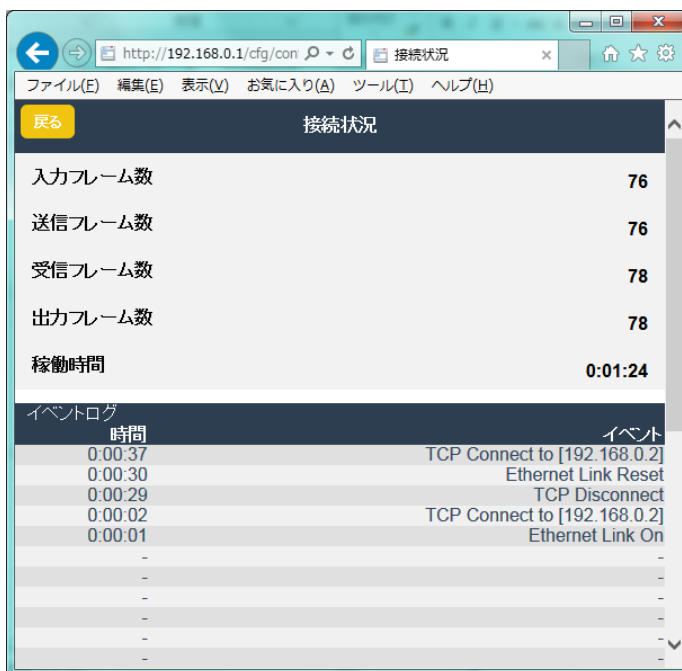 http://192.168.0.1/cfg/con
接続状況
ファイル(F) 編集(E) 表示(V) お気に入り(A) ツール(T) ヘルプ(H)
戻る 接続状況
入力フレーム数 76
送信フレーム数 76
受信フレーム数 78
出力フレーム数 78
稼働時間 0:01:24
イベントログ
時間 イベント
0:00:37 TCP Connect to [192.168.0.2]
0:00:30 Ethernet Link Reset
0:00:29 TCP Disconnect
0:00:02 TCP Connect to [192.168.0.2]
0:00:01 Ethernet Link On
- -
- -
- -
- -
- -
- -